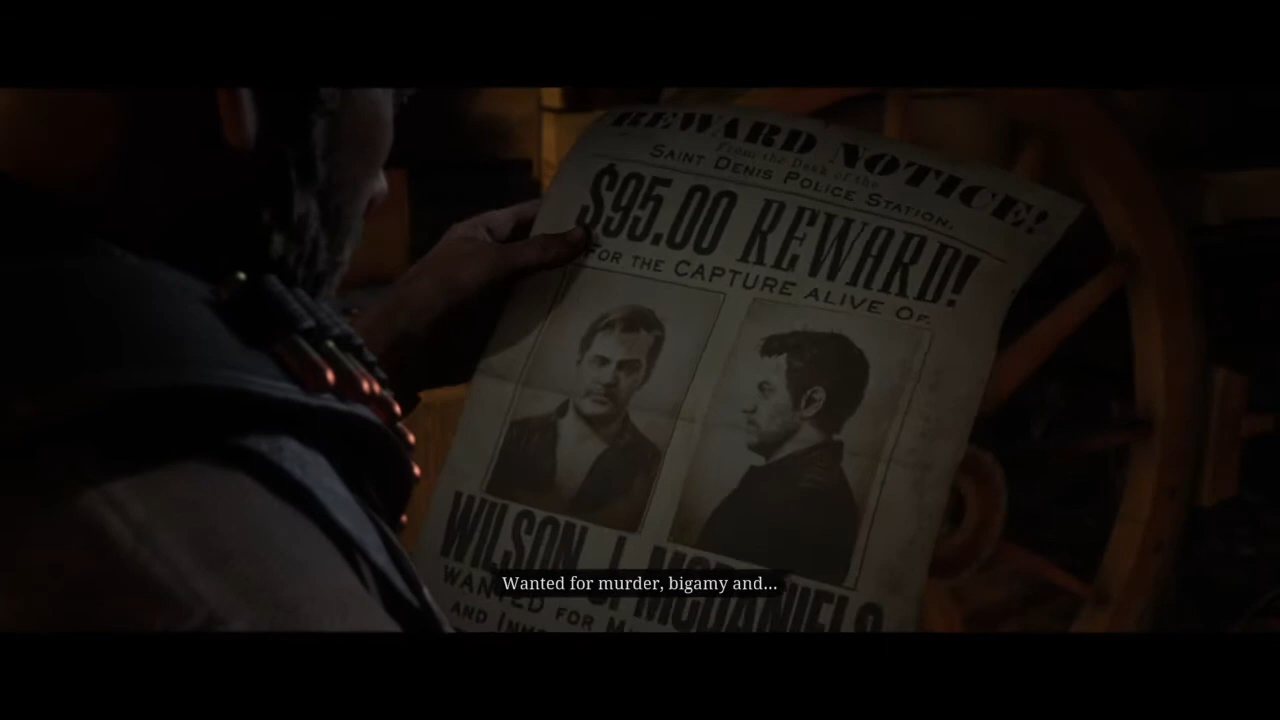 REWARD NOTICE!
From the Desk of the
SAINT DENIS POLICE STATION.
$95.00 REWARD!
FOR THE CAPTURE ALIVE OF
WILSON J. MCDANIELS
WANTED FOR
AND
Wanted for murder, bigamy and...